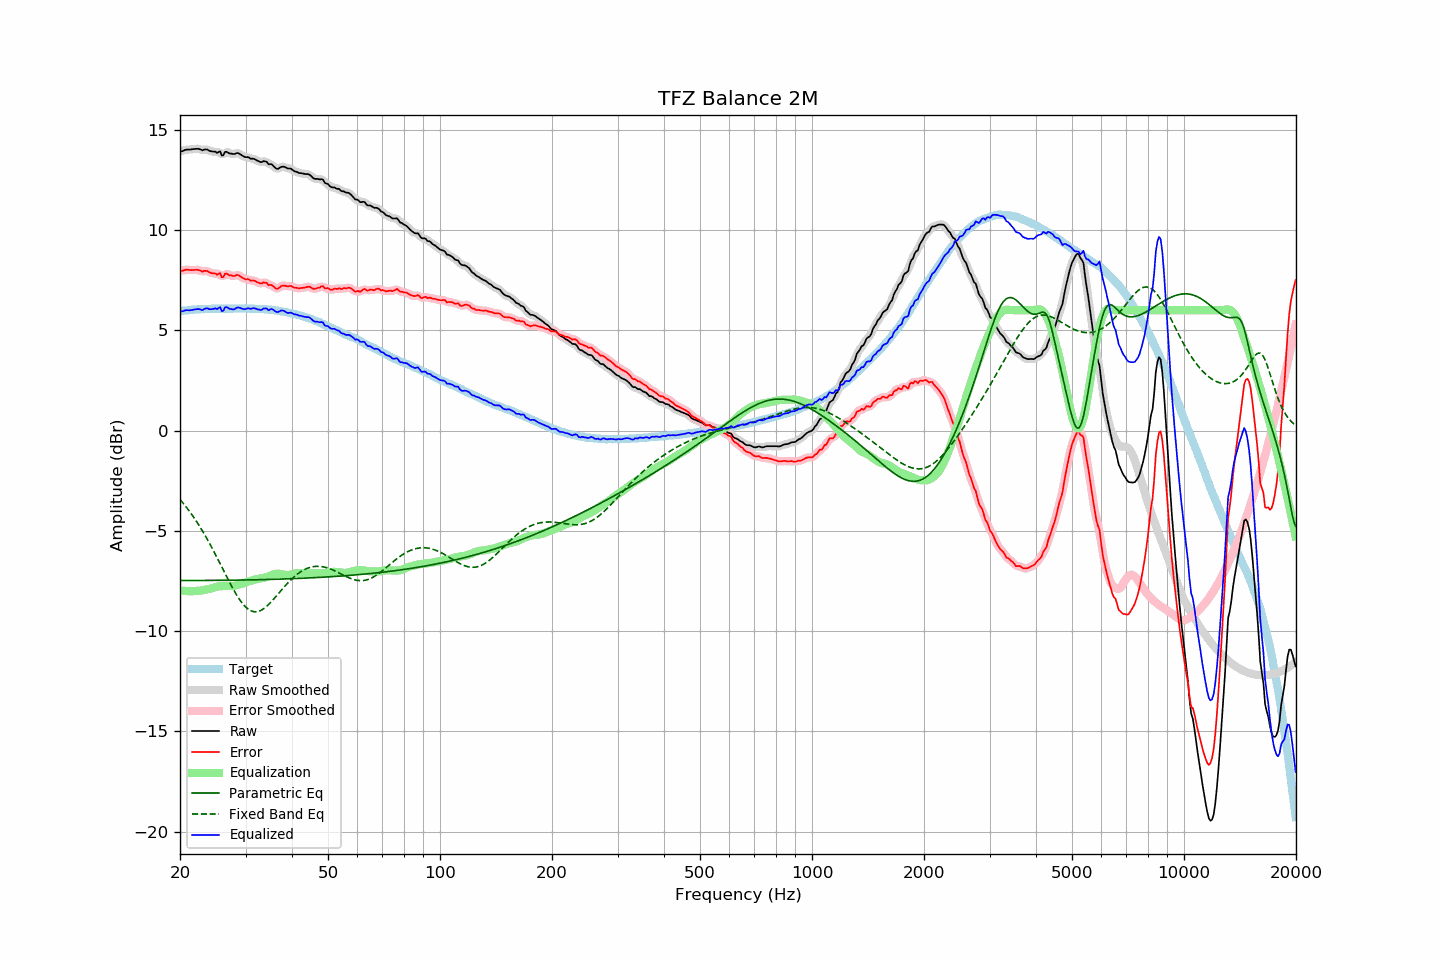 TFZ Balance 2M
15
10
5
0
−5
−10
−15
−20
Amplitude (dBr)
Target
Raw Smoothed
Error Smoothed
Raw
Error
Equalization
Parametric Eq
Fixed Band Eq
Equalized
20 50 100 200 500 1000 2000 5000 10000 20000
Frequency (Hz)